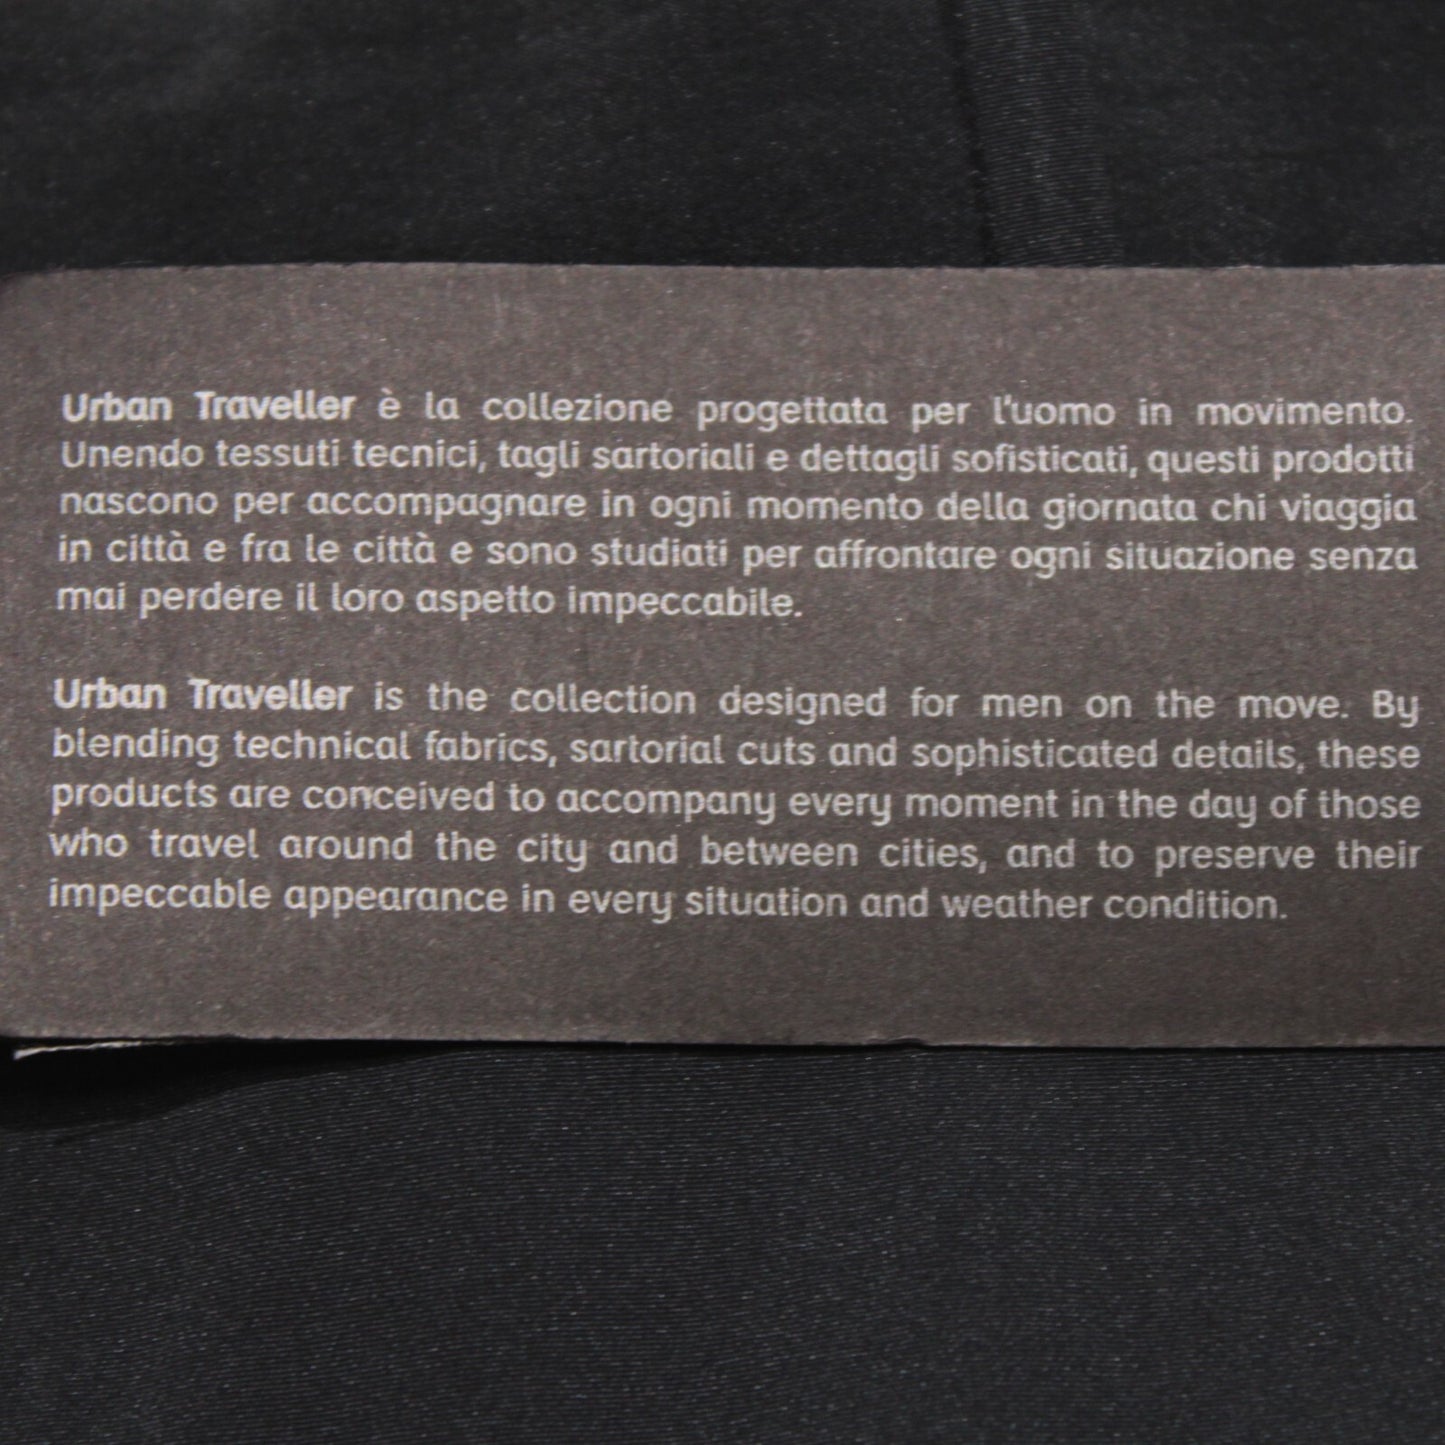 Urban Traveller è la collezione progettata per l'uomo in movimento.
Unendo tessuti tecnici, tagli sartoriali e dettagli sofisticati, questi prodotti
nascono per accompagnare in ogni momento della giornata chi viaggia
in città e fra le città e sono studiati per affrontare ogni situazione senza
mai perdere il loro aspetto impeccabile.
Urban Traveller is the collection designed for men on the move. By
blending technical fabrics, sartorial cuts and sophisticated details, these
products are conceived to accompany every moment in the day of those
who travel around the city and between cities, and to preserve their
impeccable appearance in every situation and weather condition.